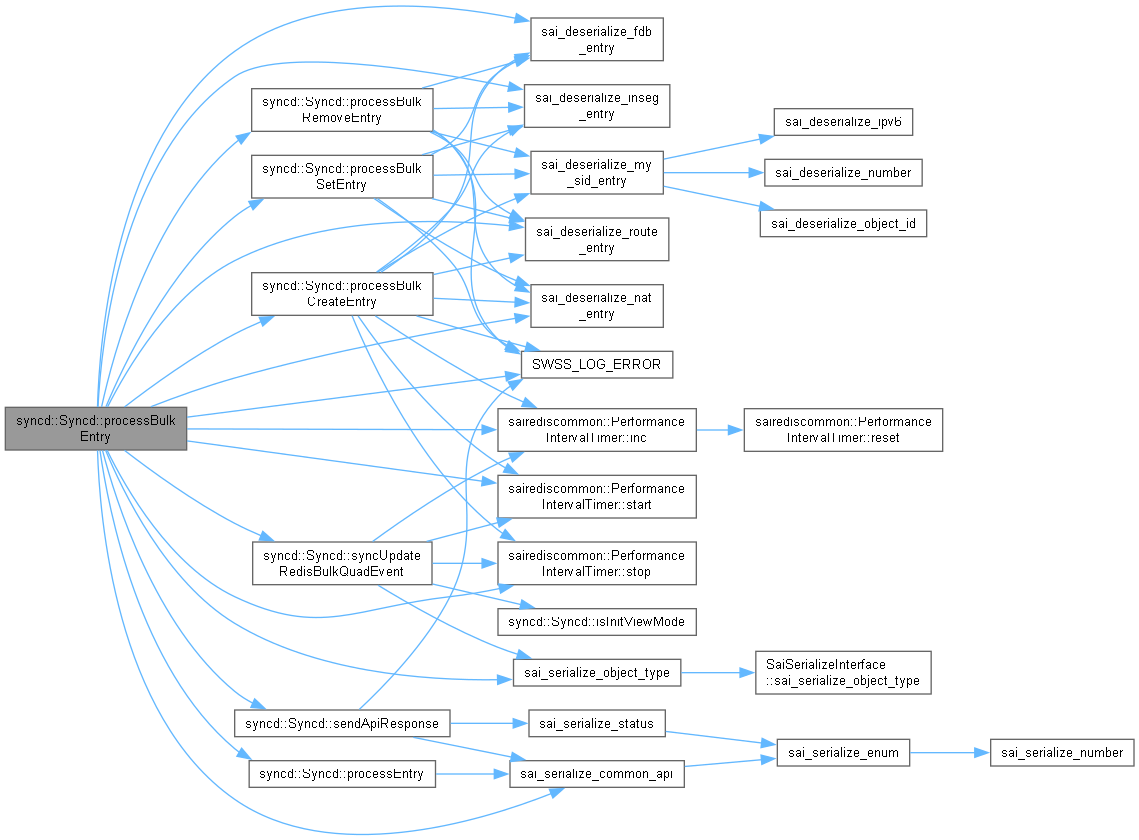 syncd::Syncd::processBulk
Entry
syncd::Syncd::processBulk
RemoveEntry
syncd::Syncd::processBulk
SetEntry
syncd::Syncd::processBulk
CreateEntry
syncd::Syncd::syncUpdate
RedisBulkQuadEvent
syncd::Syncd::sendApiResponse
syncd::Syncd::processEntry
sai_deserialize_fdb
_entry
sai_deserialize_inseg
_entry
sai_deserialize_my
_sid_entry
sai_deserialize_route
_entry
sai_deserialize_nat
_entry
SWSS_LOG_ERROR
sairediscommon::Performance
IntervalTimer::inc
sairediscommon::Performance
IntervalTimer::start
sairediscommon::Performance
IntervalTimer::stop
syncd::Syncd::isInitViewMode
sai_serialize_object_type
sai_serialize_status
sai_serialize_common_api
sai_deserialize_ipv6
sai_deserialize_number
sai_deserialize_object_id
sairediscommon::Performance
IntervalTimer::reset
SaiSerializeInterface
::sai_serialize_object_type
sai_serialize_enum
sai_serialize_number